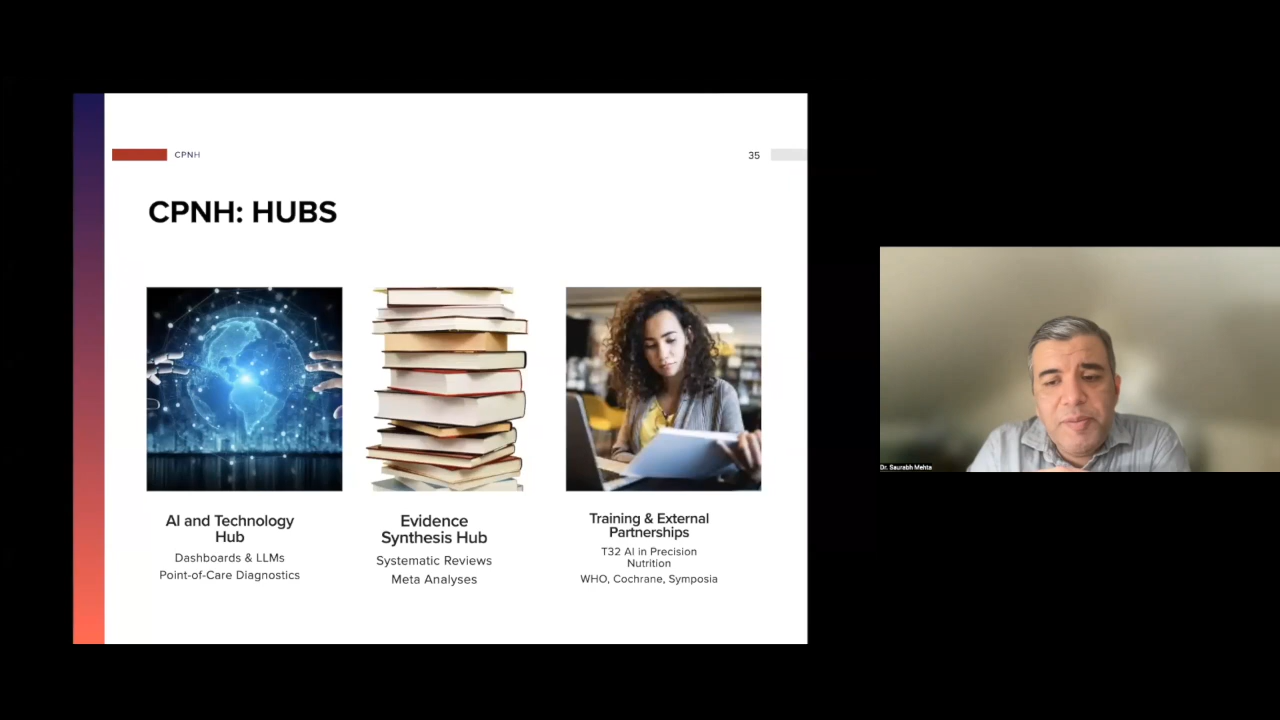 CPNH
35
CPNH: HUBS
AI and Technology
Hub
Dashboards & LLMs
Point-of-Care Diagnostics
Evidence
Synthesis Hub
Systematic Reviews
Meta Analyses
Training & External
Partnerships
T32 AI in Precision
Nutrition
WHO, Cochrane, Symposia
Dr. Saurabh Mehta